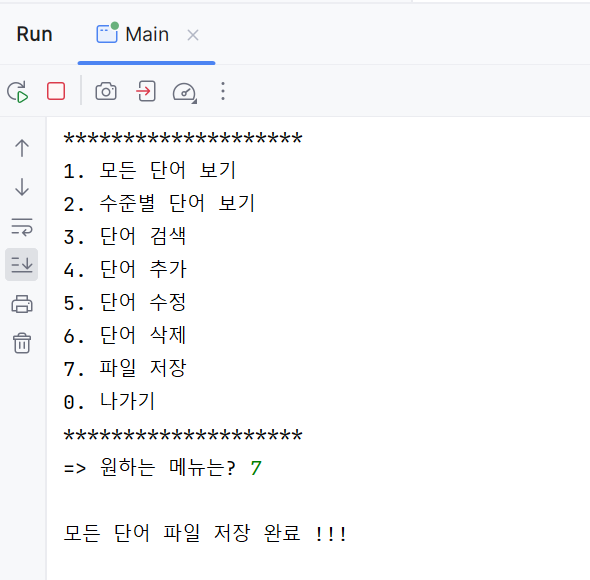 Run Main
********************
1. 모든 단어 보기
2. 수준별 단어 보기
3. 단어 검색
4. 단어 추가
5. 단어 수정
6. 단어 삭제
7. 파일 저장
0. 나가기
********************
=> 원하는 메뉴는? 7
모든 단어 파일 저장 완료 !!!